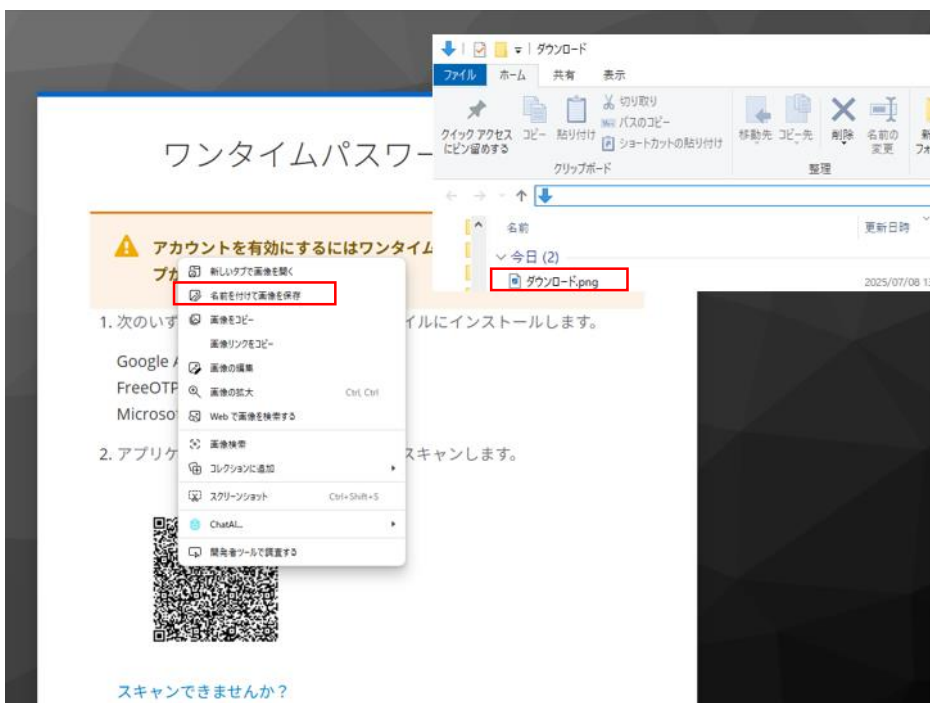 ダウンロード
ファイル ホーム 共有 表示
クイック アクセスにピン留めする
コピー
貼り付け
切り取り
パスのコピー
ショートカットの貼り付け
クリップボード
移動先
コピー先
削除
名前の変更
整理
名前
更新日時
今日 (2)
ダウンロード.png
2025/07/08
ワンタイムパスワー
アカウントを有効にするにはワンタイム
プ
新しいタブで画像を開く
名前を付けて画像を保存
画像をコピー
画像リンクをコピー
画像の編集
画像の拡大 Ctrl, Ctrl
Web で画像を検索する
画像検索
コレクションに追加
スクリーンショット Ctrl+Shift+S
ChatAI...
開発者ツールで調査する
1. 次のいず
イルにインストールします。
Google A
FreeOTP
Microso
2. アプリケ
スキャンします。
スキャンできませんか？